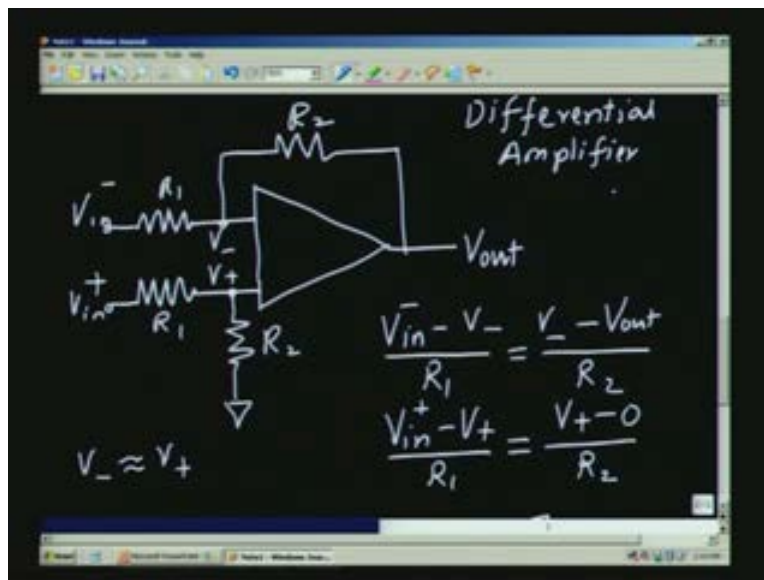 Differential
Amplifier
R₂
V⁻in
R₁
V₋
V₊
V⁺in
R₁
R₂
Vout
V⁻in - V₋ / R₁ = V₋ - Vout / R₂
V⁺in - V₊ / R₁ = V₊ - 0 / R₂
V₋ ≈ V₊